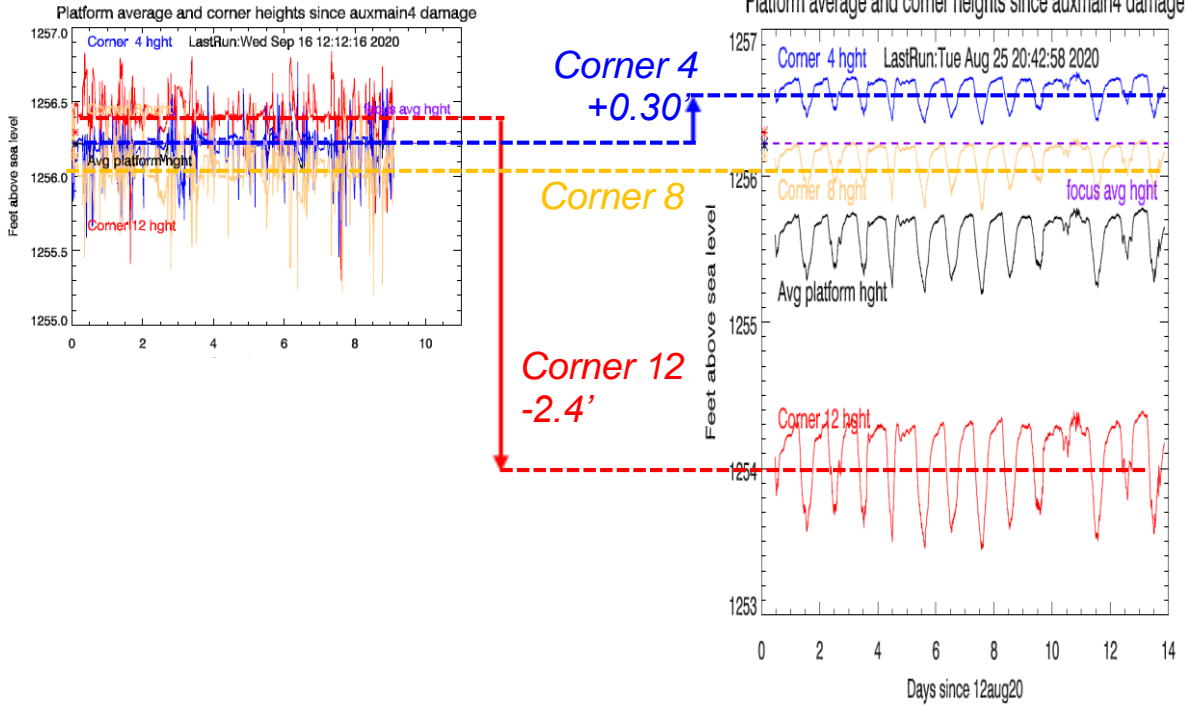 Platform average and corner heights since auxmain4 damage
1257.0
1256.5
1256.0
1255.5
1255.0
Feet above sea level
Corner 4 hght
LastRun:Wed Sep 16 12:12:16 2020
focus avg hght
Avg platform hght
Corner 12 hght
0 2 4 6 8 10
Corner 4
+0.30'
Corner 8
Corner 12
-2.4’
Platform average and corner heights since auxmain4 damage
1257
1256
1255
1254
1253
Feet above sea level
Corner 4 hght
LastRun:Tue Aug 25 20:42:58 2020
Corner 8 hght
focus avg hght
Avg platform hght
Corner 12 hght
0 2 4 6 8 10 12 14
Days since 12aug20